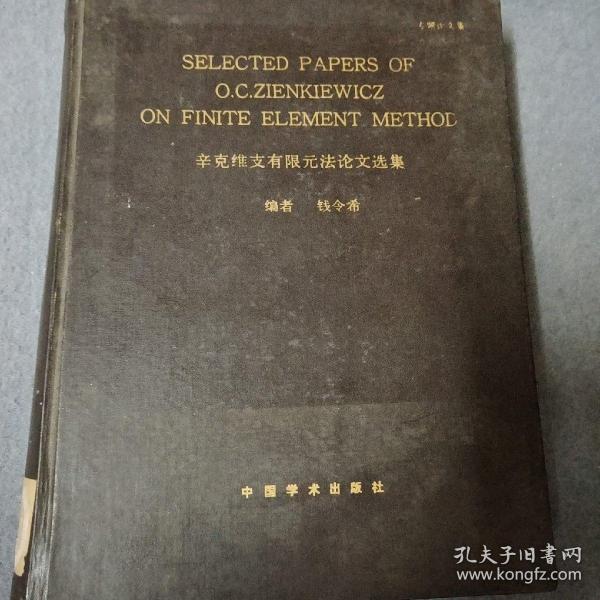 SELECTED PAPERS OF
O.C.ZIENKIEWICZ
ON FINITE ELEMENT METHOD
辛克维支有限元法论文选集
编者 钱令希
中国学术出版社
孔夫子旧书网
www.kongfz.com